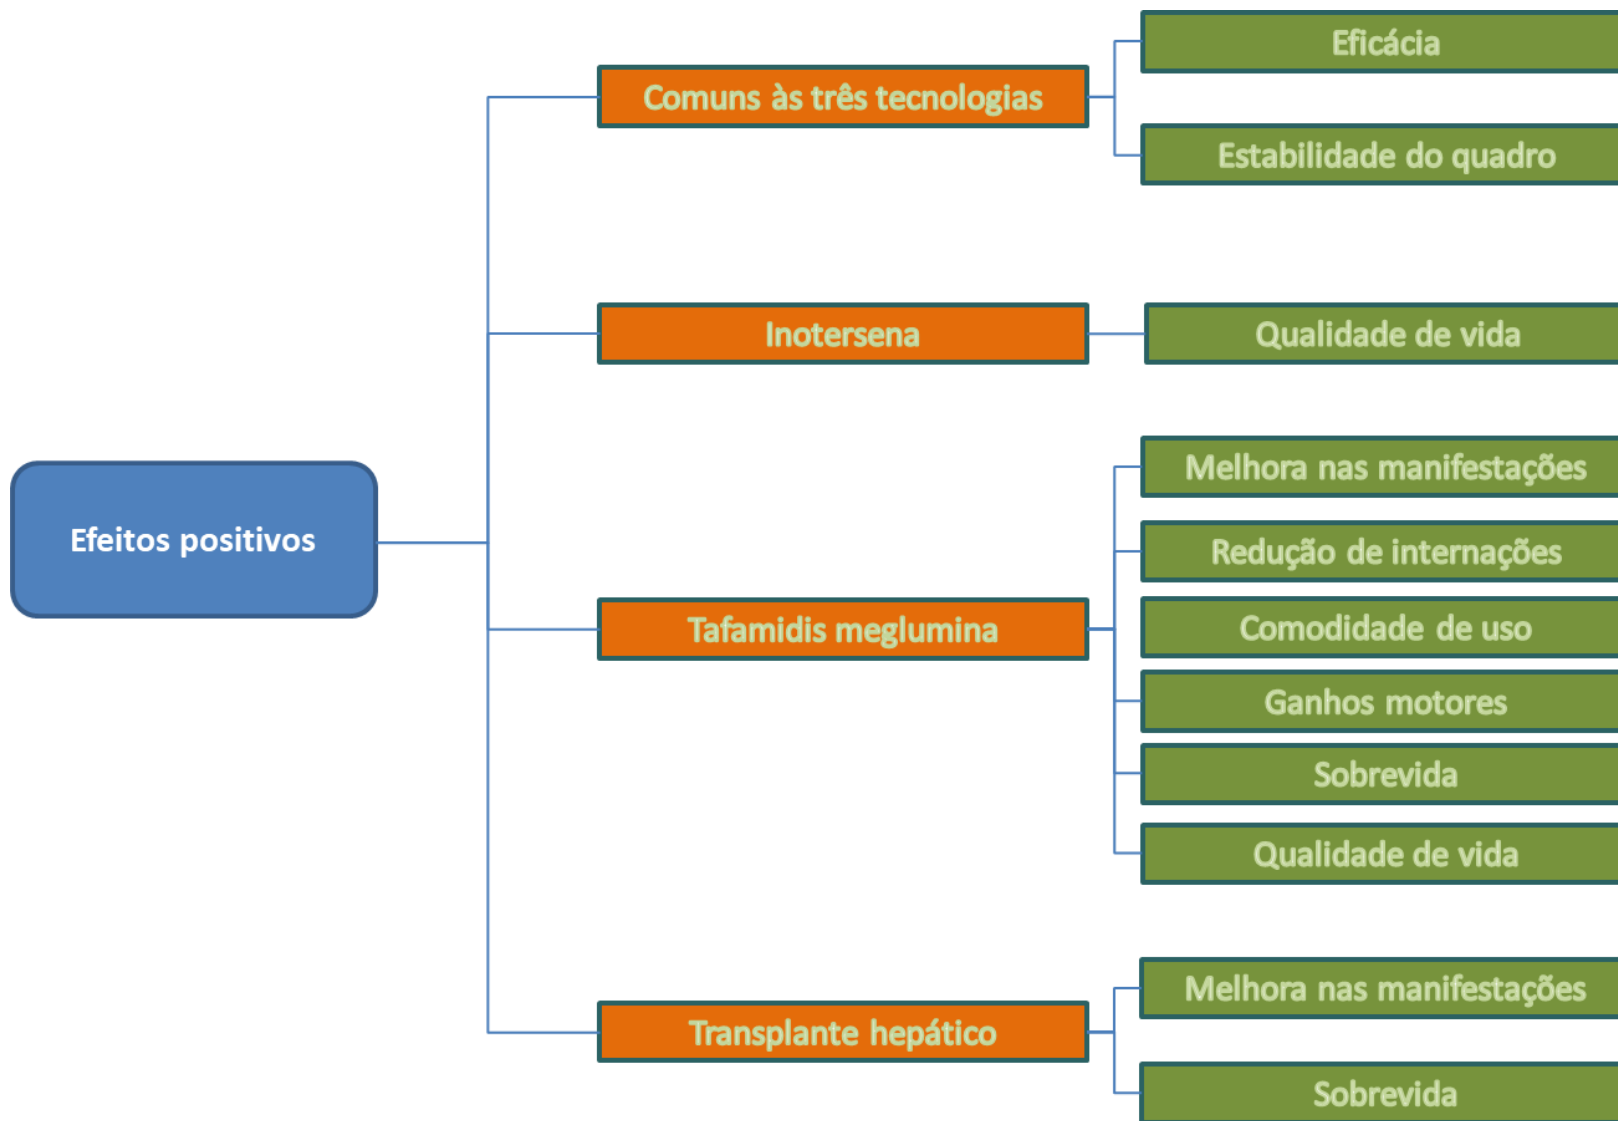 Efeitos positivos
Comuns às três tecnologias
Eficácia
Estabilidade do quadro
Inotersena
Qualidade de vida
Tafamidis meglumina
Melhora nas manifestações
Redução de internações
Comodidade de uso
Ganhos motores
Sobrevida
Qualidade de vida
Transplante hepático
Melhora nas manifestações
Sobrevida